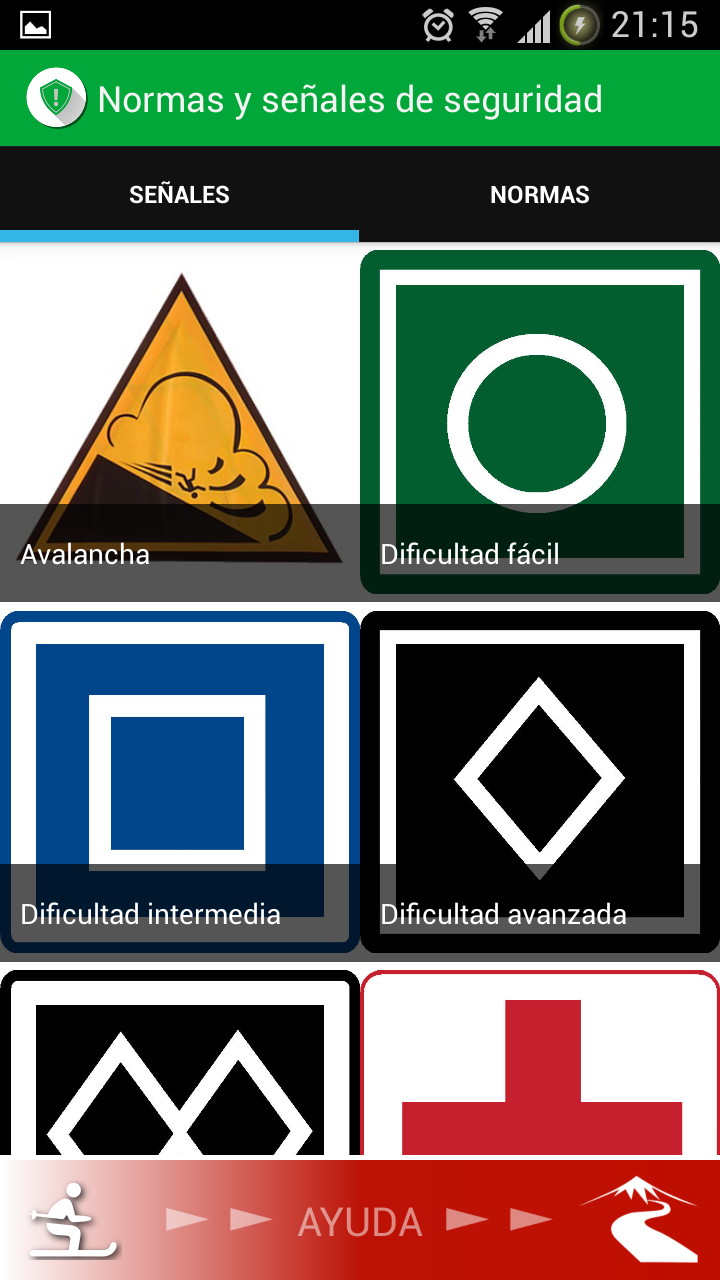 21:15
Normas y señales de seguridad
SEÑALES
NORMAS
Avalancha
Dificultad fácil
Dificultad intermedia
Dificultad avanzada
AYUDA